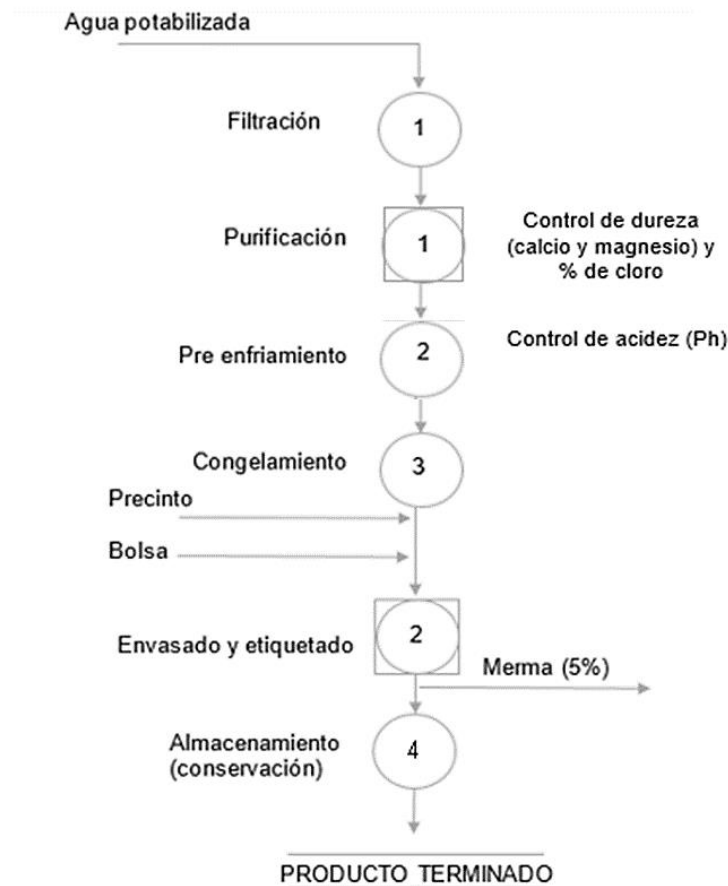 Agua potabilizada
Filtración
1
Purificación
1
Control de dureza
(calcio y magnesio) y
% de cloro
Pre enfriamiento
2
Control de acidez (Ph)
Congelamiento
3
Precinto
Bolsa
Envasado y etiquetado
2
Merma (5%)
Almacenamiento
(conservación)
4
PRODUCTO TERMINADO